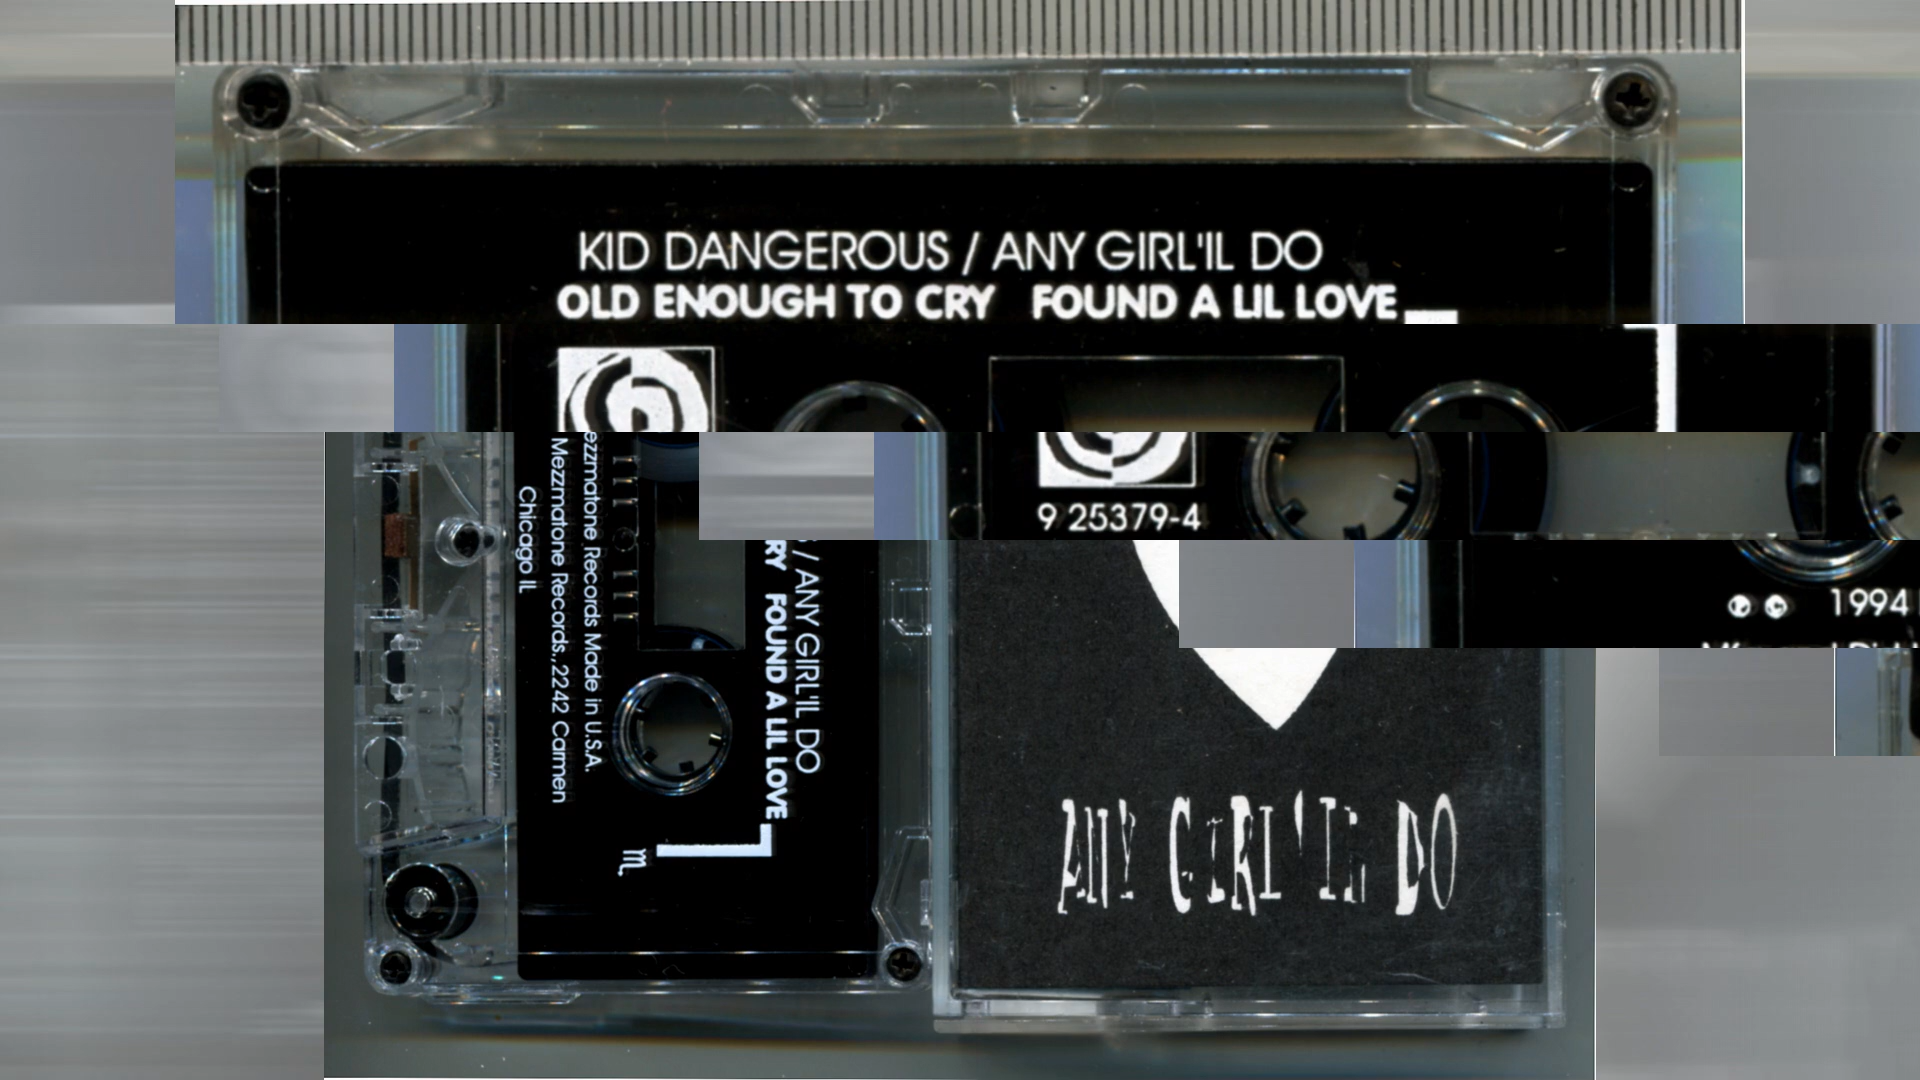 KID DANGEROUS / ANY GIRL'IL DO
OLD ENOUGH TO CRY FOUND A LIL LOVE
9 25379-4
1994
ezzmatone Records Made in U.S.A.
Mezzmatone Records., 2242 Carmen
Chicago IL
/ ANY GIRL'IL DO
RY FOUND A LIL LOVE
ANY GIRL'IL DO